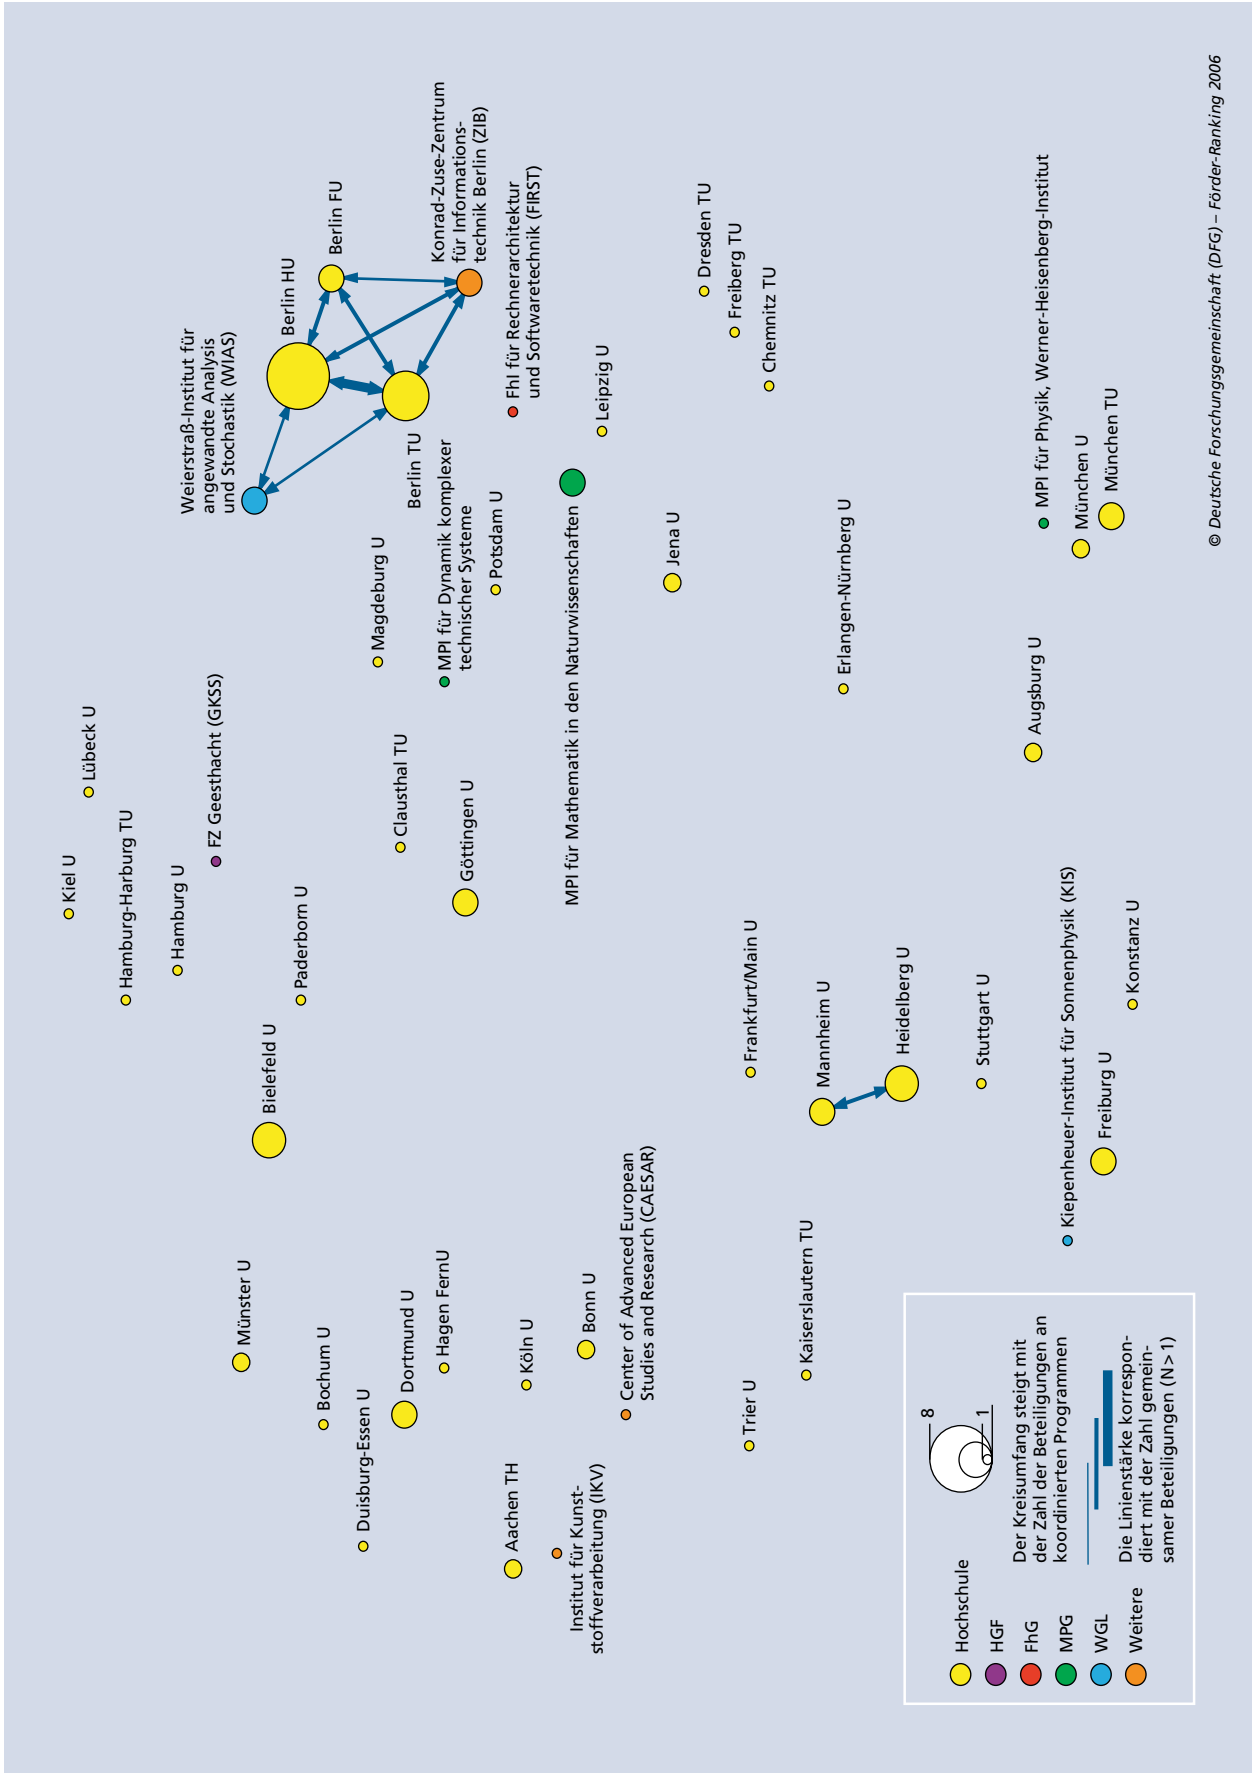 Kiel U
Lübeck U
Hamburg-Harburg TU
Hamburg U
FZ Geesthacht (GKSS)
Weierstraß-Institut für
angewandte Analysis
und Stochastik (WIAS)
Berlin HU
Berlin FU
Konrad-Zuse-Zentrum
für Informations-
technik Berlin (ZIB)
Berlin TU
FhI für Rechnerarchitektur
und Softwaretechnik (FIRST)
Münster U
Bielefeld U
Paderborn U
Magdeburg U
MPI für Dynamik komplexer
technischer Systeme
Potsdam U
Bochum U
Duisburg-Essen U
Dortmund U
Hagen FernU
Clausthal TU
Göttingen U
MPI für Mathematik in den Naturwissenschaften
Leipzig U
Aachen TH
Institut für Kunst-
stoffverarbeitung (IKV)
Köln U
Bonn U
Center of Advanced European
Studies and Research (CAESAR)
Jena U
Dresden TU
Freiberg TU
Chemnitz TU
Trier U
Kaiserslautern TU
Frankfurt/Main U
Mannheim U
Heidelberg U
Erlangen-Nürnberg U
Stuttgart U
Kiepenheuer-Institut für Sonnenphysik (KIS)
Freiburg U
Konstanz U
Augsburg U
MPI für Physik, Werner-Heisenberg-Institut
München U
München TU
Hochschule
HGF
FhG
MPG
WGL
Weitere
8
1
Der Kreisumfang steigt mit
der Zahl der Beteiligungen an
koordinierten Programmen
Die Linienstärke korrespon-
diert mit der Zahl gemein-
samer Beteiligungen (N > 1)
© Deutsche Forschungsgemeinschaft (DFG) – Förder-Ranking 2006